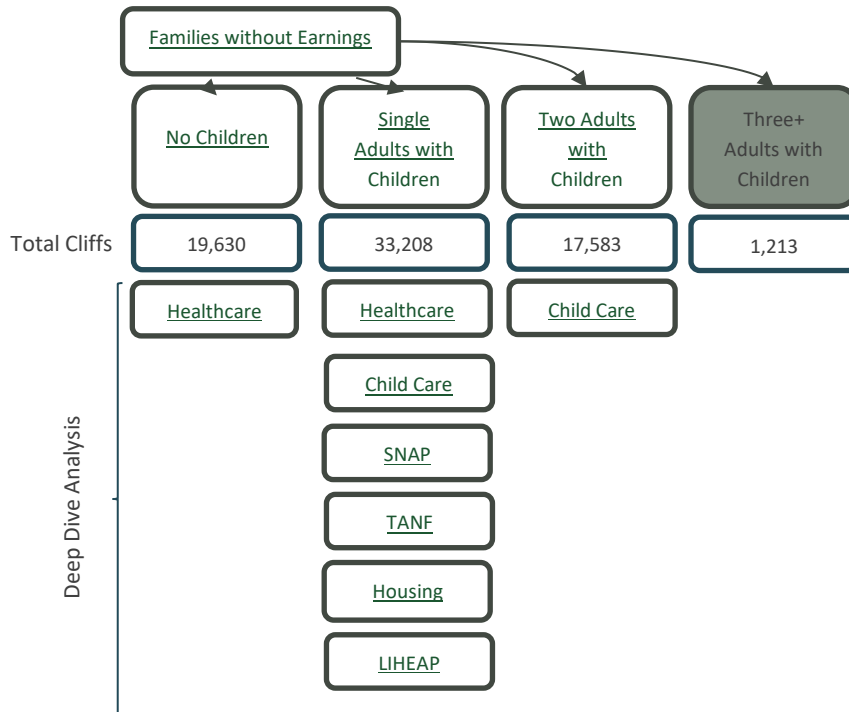 Families without Earnings
No Children
Single
Adults with
Children
Two Adults
with
Children
Three+
Adults with
Children
Total Cliffs
19,630
33,208
17,583
1,213
Deep Dive Analysis
Healthcare
Healthcare
Child Care
Child Care
SNAP
TANF
Housing
LIHEAP